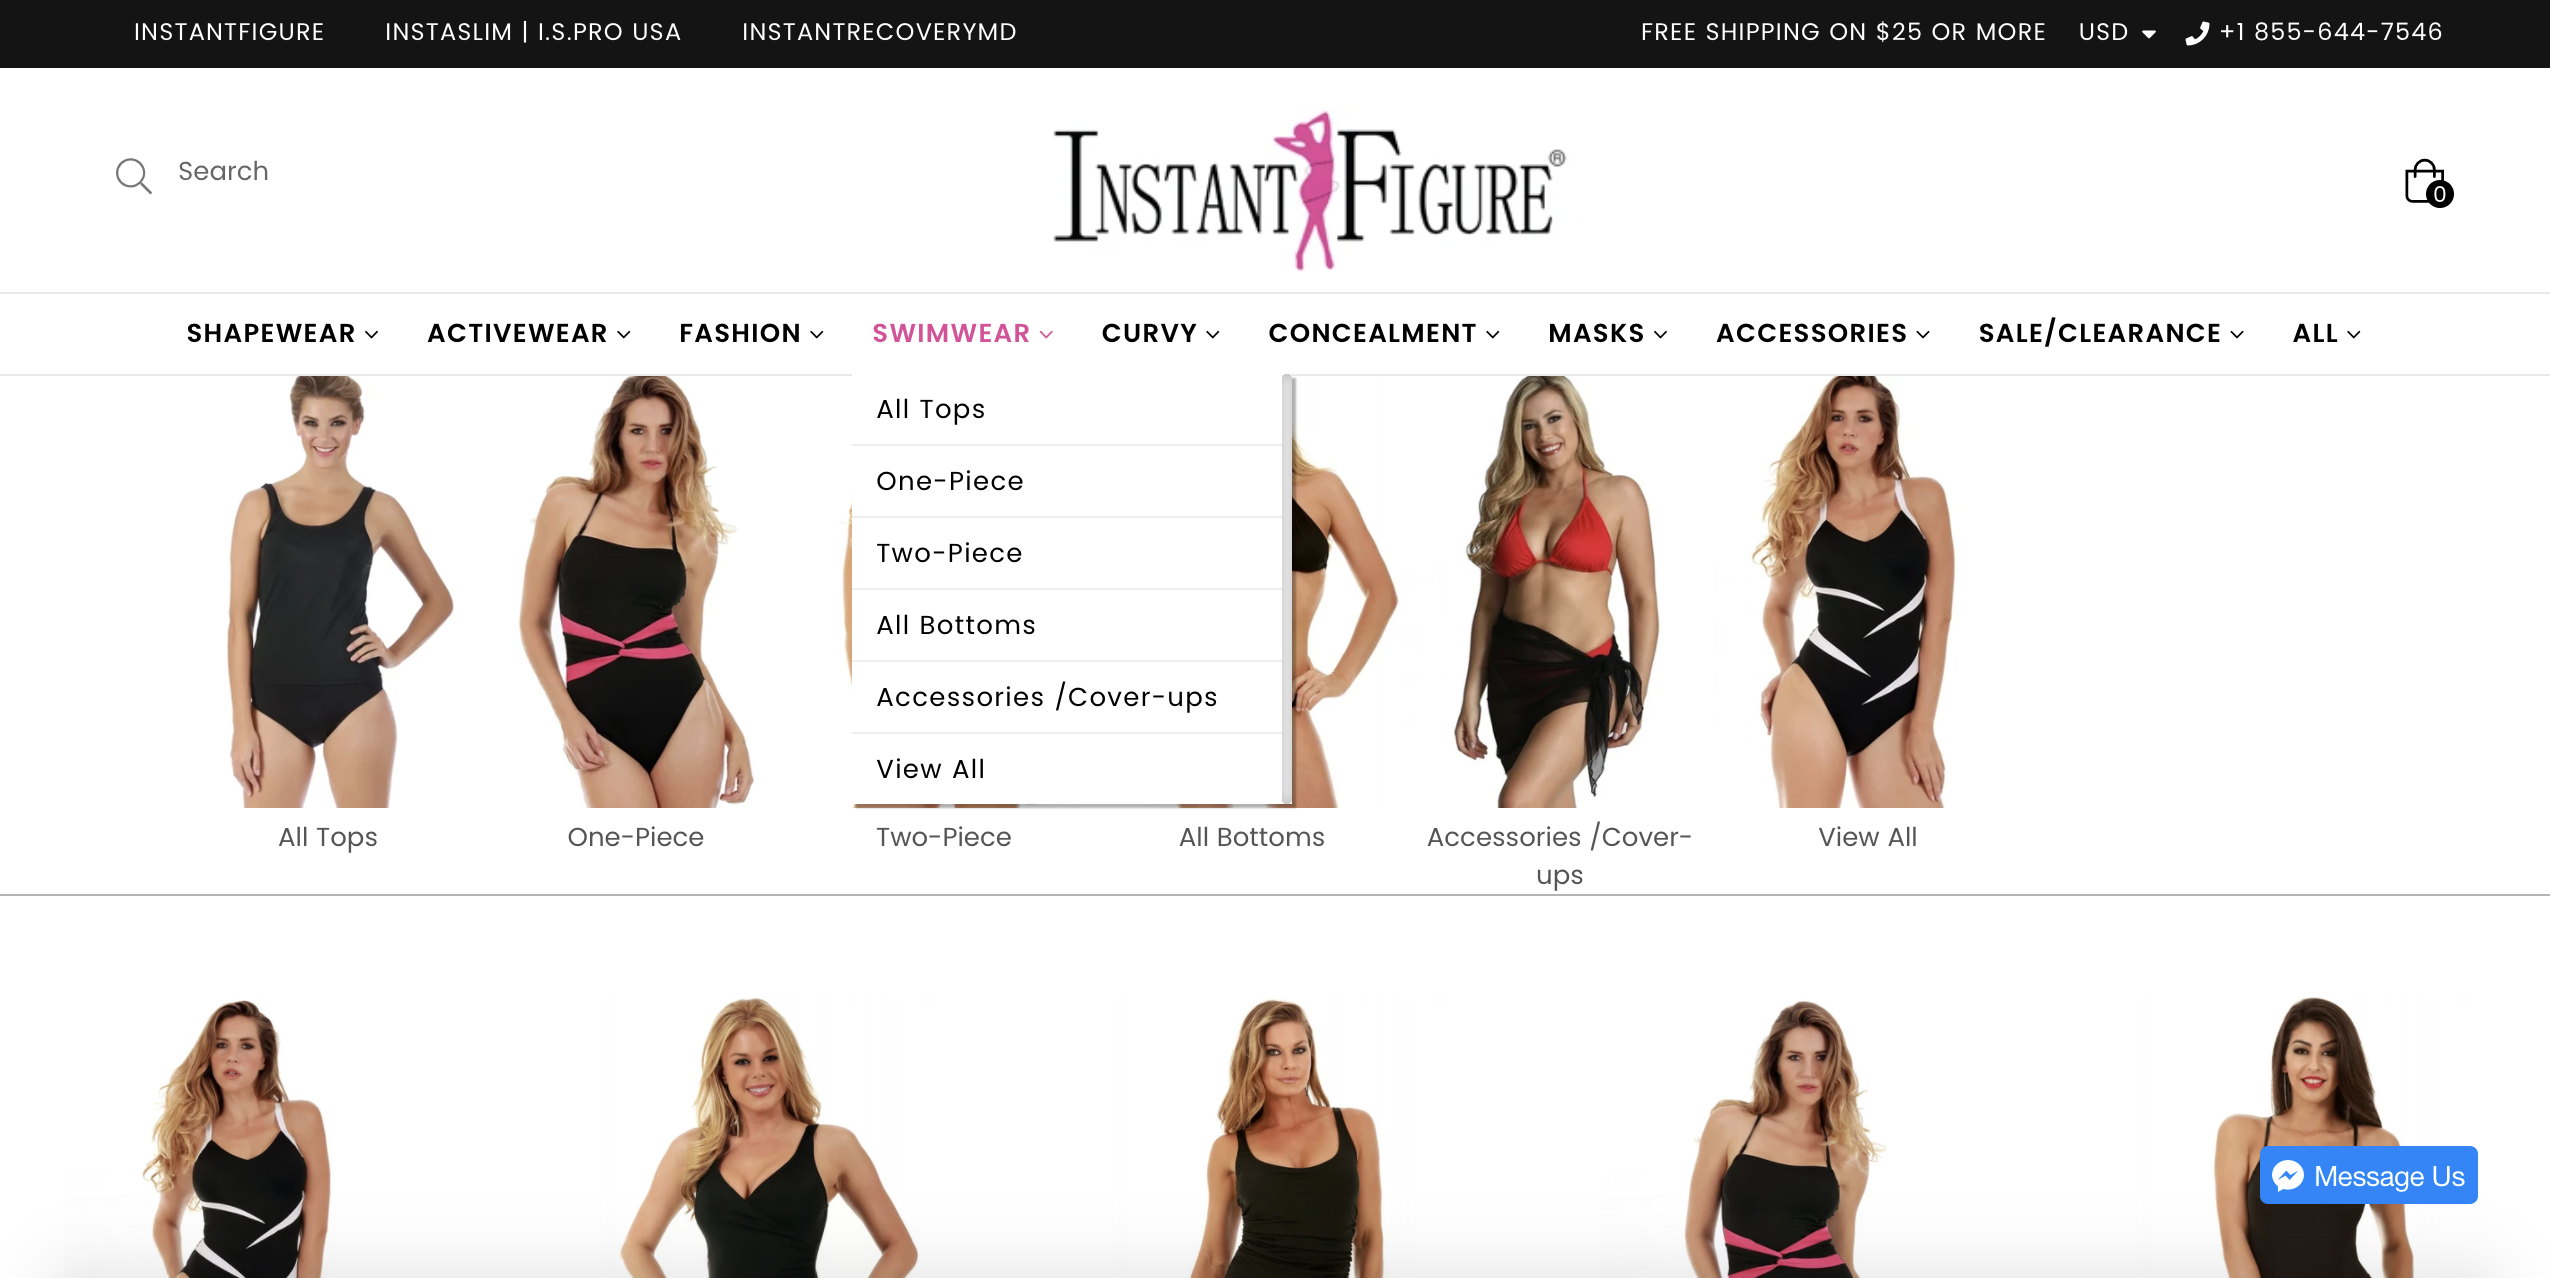 INSTANTFIGURE INSTASLIM | I.S.PRO USA INSTANTRECOVERYMD FREE SHIPPING ON $25 OR MORE USD +1 855-644-7546
Search
INSTANT FIGURE®
0
SHAPEWEAR ACTIVEWEAR FASHION SWIMWEAR CURVY CONCEALMENT MASKS ACCESSORIES SALE/CLEARANCE ALL
All Tops
One-Piece
Two-Piece
All Bottoms
Accessories /Cover-ups
View All
All Tops
One-Piece
Two-Piece
All Bottoms
Accessories /Cover-
ups
View All
Message Us